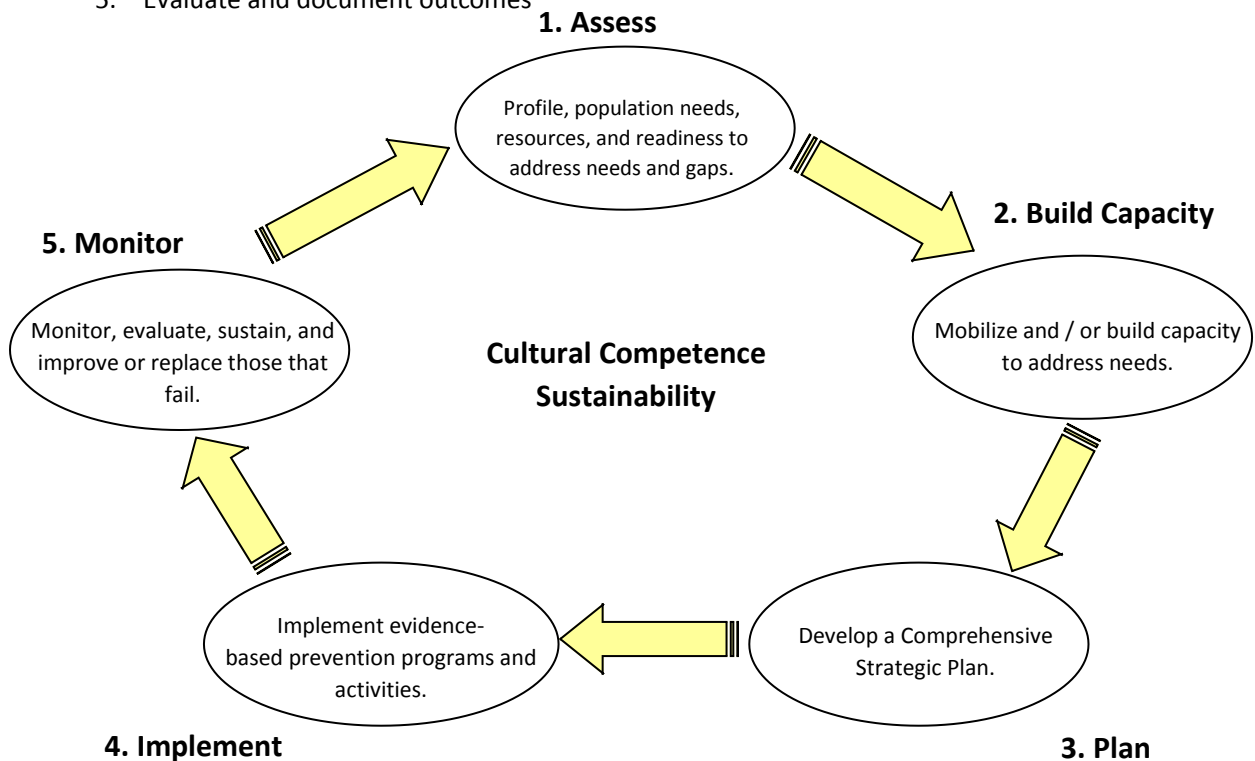 5. Evaluate and document outcomes
1. Assess
Profile, population needs,
resources, and readiness to
address needs and gaps.
2. Build Capacity
Mobilize and / or build capacity
to address needs.
3. Plan
Develop a Comprehensive
Strategic Plan.
4. Implement
Implement evidence-
based prevention programs and
activities.
5. Monitor
Monitor, evaluate, sustain, and
improve or replace those that
fail.
Cultural Competence
Sustainability